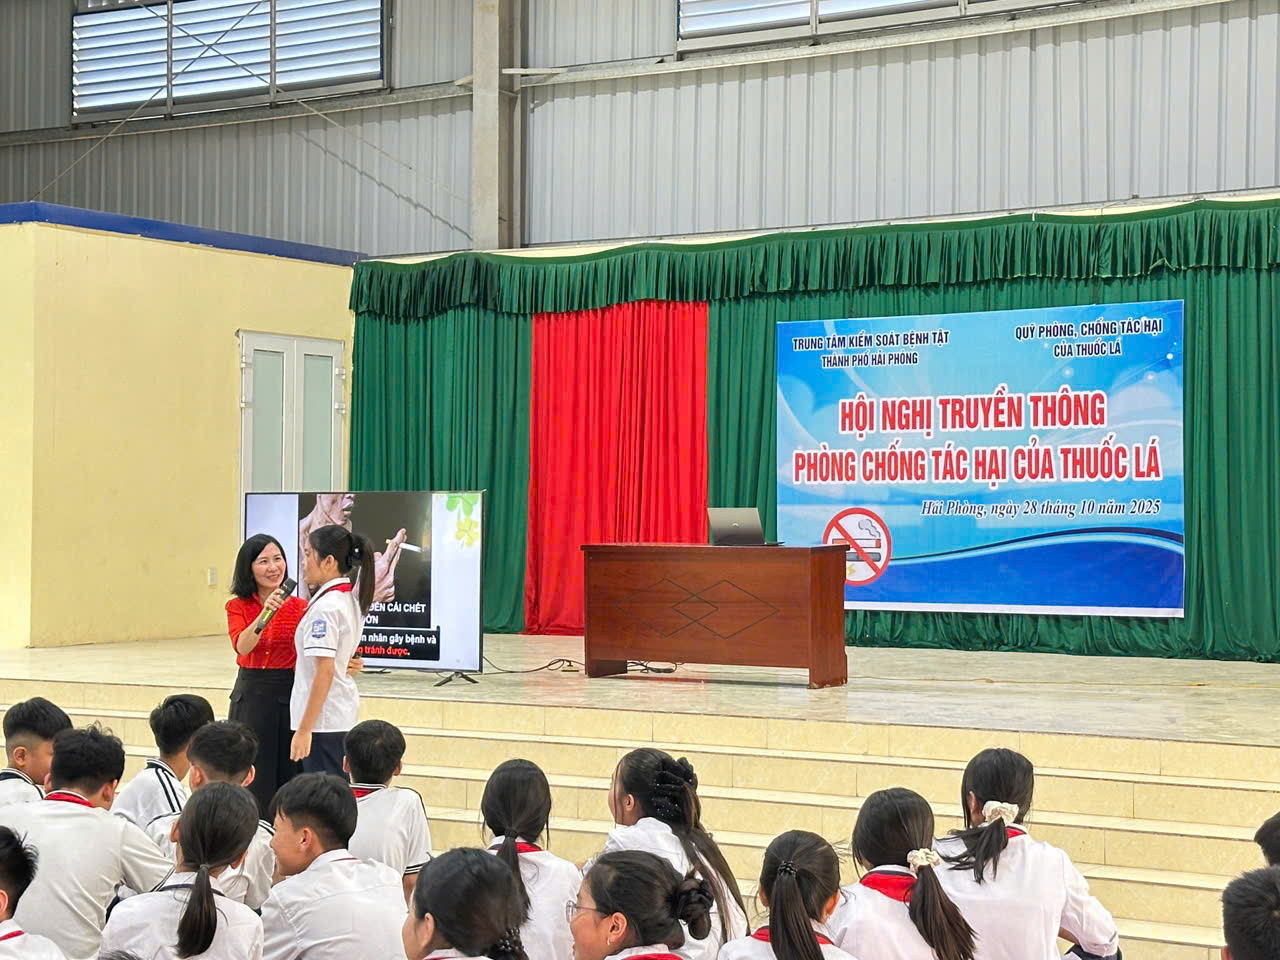 TRUNG TÂM KIỂM SOÁT BỆNH TẬT
THÀNH PHỐ HẢI PHÒNG
QUỸ PHÒNG, CHỐNG TÁC HẠI
CỦA THUỐC LÁ
HỘI NGHỊ TRUYỀN THÔNG
PHÒNG CHỐNG TÁC HẠI CỦA THUỐC LÁ
Hải Phòng, ngày 28 tháng 10 năm 2025
ĐẾN CÁI CHẾT
nhân gây bệnh và
tránh được.